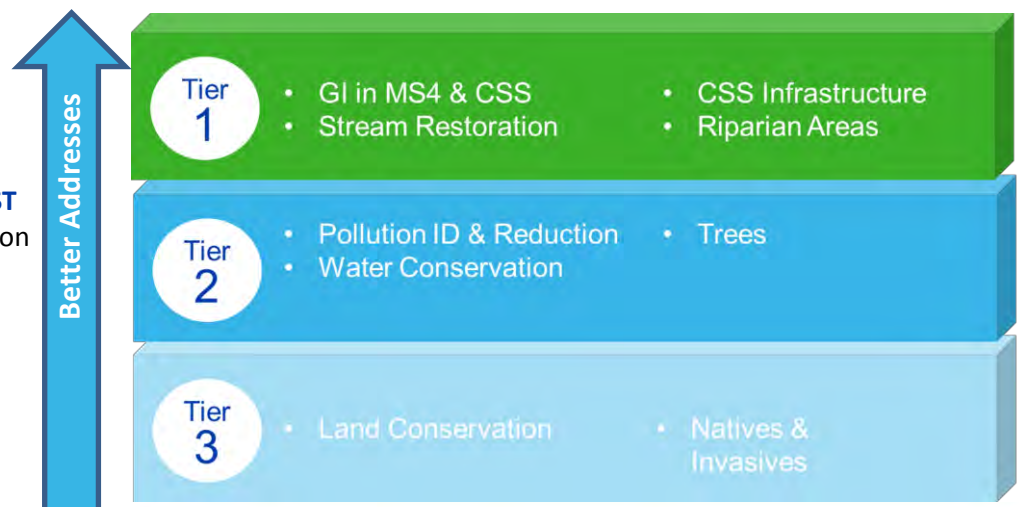 Better Addresses
ST
on
Tier
1
• GI in MS4 & CSS
• Stream Restoration
• CSS Infrastructure
• Riparian Areas
Tier
2
• Pollution ID & Reduction
• Water Conservation
• Trees
Tier
3
• Land Conservation
• Natives &
Invasives